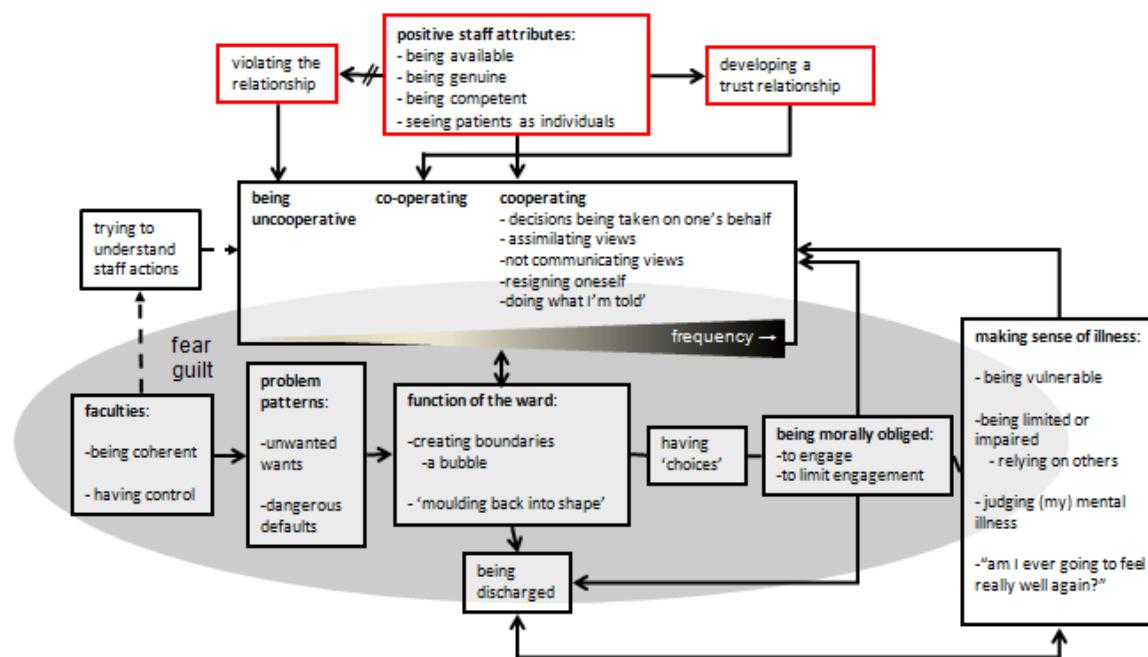 positive staff attributes:
- being available
- being genuine
- being competent
- seeing patients as individuals
violating the
relationship
developing a
trust relationship
being
uncooperative
co-operating
cooperating
- decisions being taken on one's behalf
- assimilating views
-not communicating views
-resigning oneself
-doing what I'm told'
frequency →
trying to
understand
staff actions
fear
guilt
faculties:
-being coherent
- having control
problem
patterns:
-unwanted
wants
-dangerous
defaults
function of the ward:
-creating boundaries
-a bubble
- 'moulding back into shape'
having
'choices'
being morally obliged:
-to engage
-to limit engagement
making sense of illness:
- being vulnerable
-being limited or
impaired
- relying on others
- judging (my) mental
illness
-"am I ever going to feel
really well again?"
being
discharged